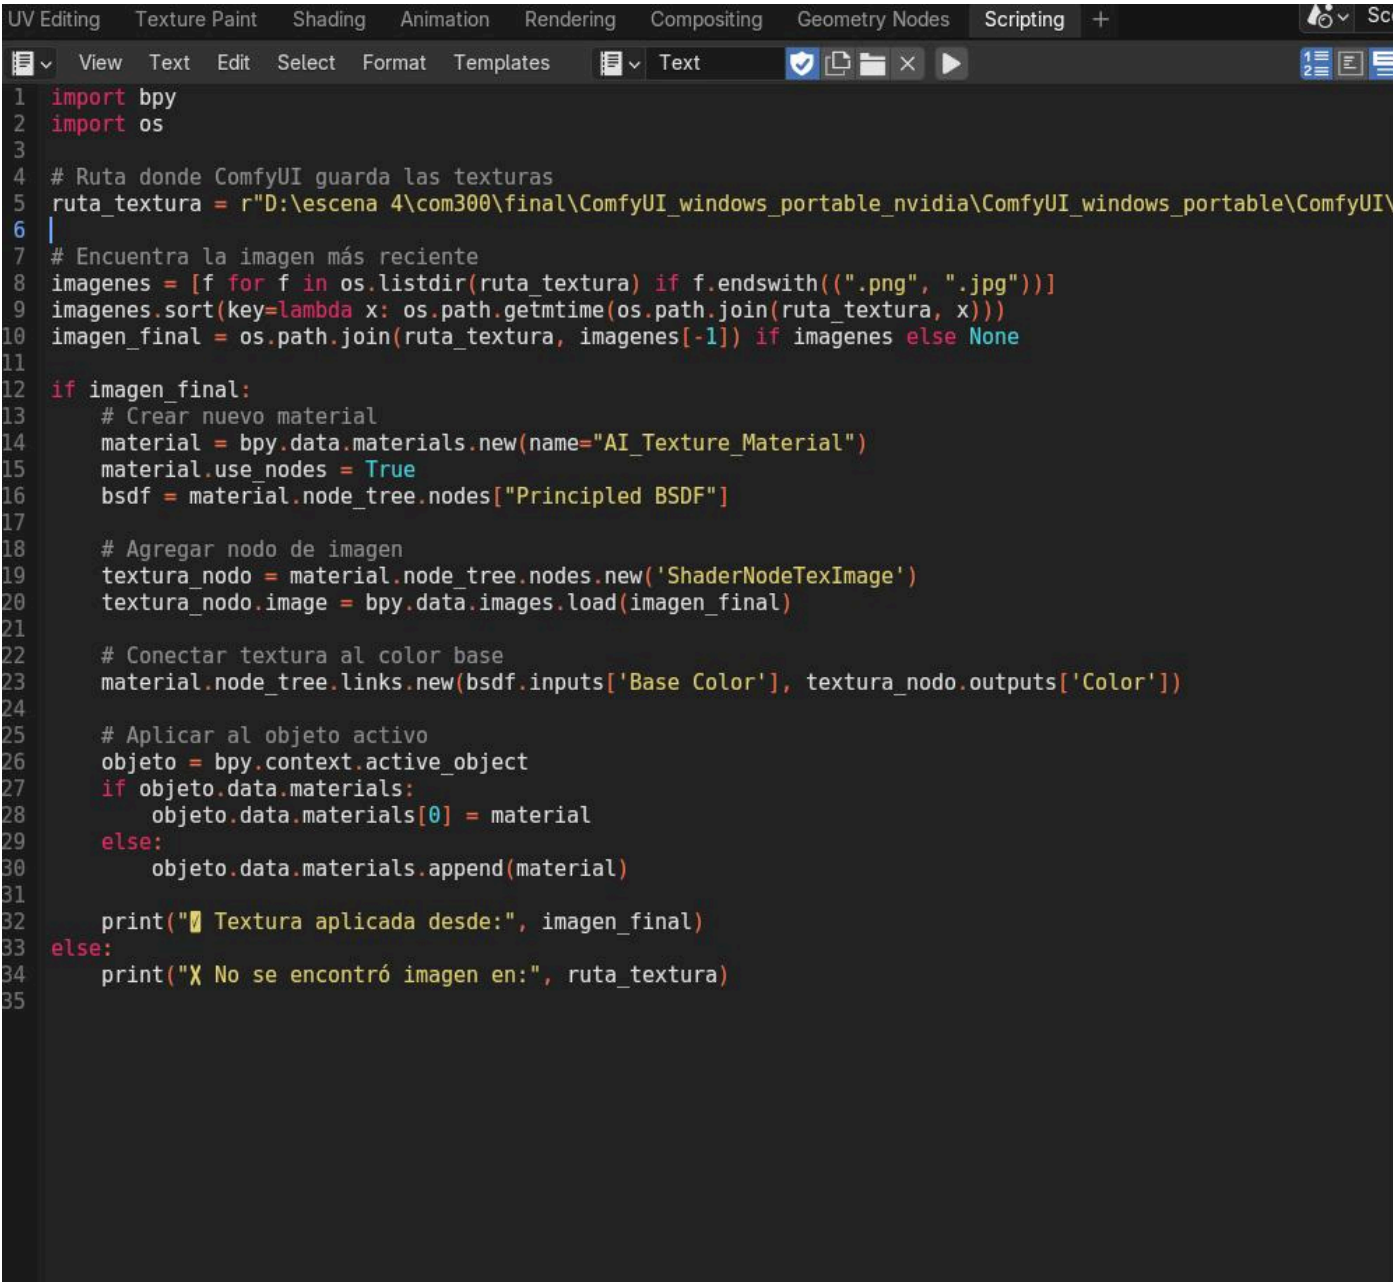 UV Editing Texture Paint Shading Animation Rendering Compositing Geometry Nodes Scripting +
View Text Edit Select Format Templates Text
1 import bpy
2 import os
3
4 # Ruta donde ComfyUI guarda las texturas
5 ruta_textura = r"D:\escena 4\com300\final\ComfyUI_windows_portable_nvidia\ComfyUI_windows_portable\ComfyUI\
6
7 # Encuentra la imagen más reciente
8 imagenes = [f for f in os.listdir(ruta_textura) if f.endswith((".png", ".jpg"))]
9 imagenes.sort(key=lambda x: os.path.getmtime(os.path.join(ruta_textura, x)))
10 imagen_final = os.path.join(ruta_textura, imagenes[-1]) if imagenes else None
11
12 if imagen_final:
13     # Crear nuevo material
14     material = bpy.data.materials.new(name="AI_Texture_Material")
15     material.use_nodes = True
16     bsdf = material.node_tree.nodes["Principled BSDF"]
17
18     # Agregar nodo de imagen
19     textura_nodo = material.node_tree.nodes.new('ShaderNodeTexImage')
20     textura_nodo.image = bpy.data.images.load(imagen_final)
21
22     # Conectar textura al color base
23     material.node_tree.links.new(bsdf.inputs['Base Color'], textura_nodo.outputs['Color'])
24
25     # Aplicar al objeto activo
26     objeto = bpy.context.active_object
27     if objeto.data.materials:
28         objeto.data.materials[0] = material
29     else:
30         objeto.data.materials.append(material)
31
32     print("✅ Textura aplicada desde:", imagen_final)
33 else:
34     print("❌ No se encontró imagen en:", ruta_textura)
35